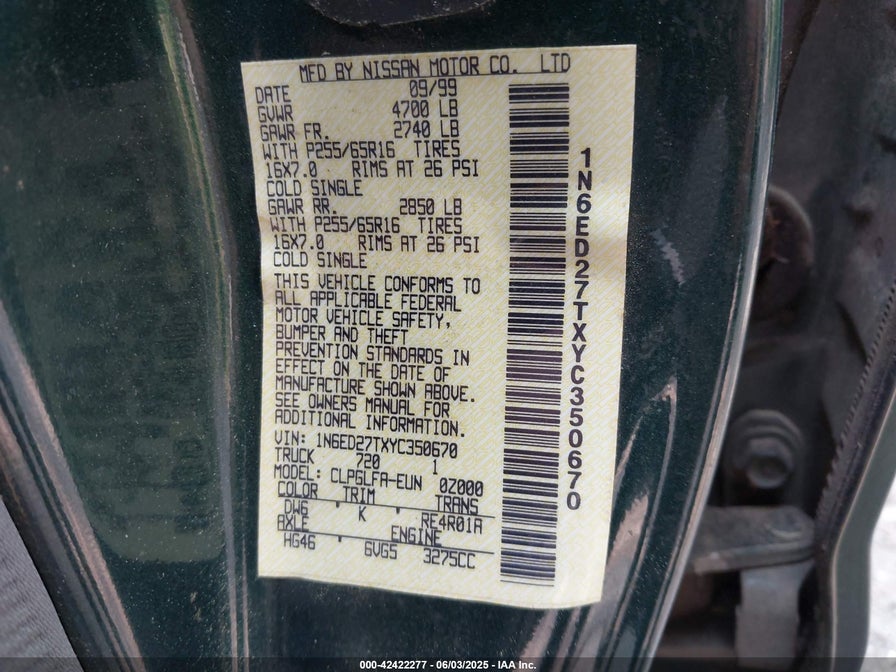 MFD BY NISSAN MOTOR CO. LTD
DATE 09/99
GVWR 4700 LB
GAWR FR. 2740 LB
WITH P255/65R16 TIRES
16X7.0 RIMS AT 26 PSI
COLD SINGLE
GAWR RR. 2850 LB
WITH P255/65R16 TIRES
16X7.0 RIMS AT 26 PSI
COLD SINGLE
THIS VEHICLE CONFORMS TO
ALL APPLICABLE FEDERAL
MOTOR VEHICLE SAFETY,
BUMPER AND THEFT
PREVENTION STANDARDS IN
EFFECT ON THE DATE OF
MANUFACTURE SHOWN ABOVE.
SEE OWNERS MANUAL FOR
ADDITIONAL INFORMATION.
VIN: 1N6ED27TXYC350670
TRUCK 720 1
MODEL: CLPGLFA-EUN 0Z000
COLOR TRIM TRANS
DW6 K RE4R01A
AXLE ENGINE
HG46 GVG5 3275CC
1N6ED27TXYC350670
000-42422277 - 06/03/2025 - IAA Inc.